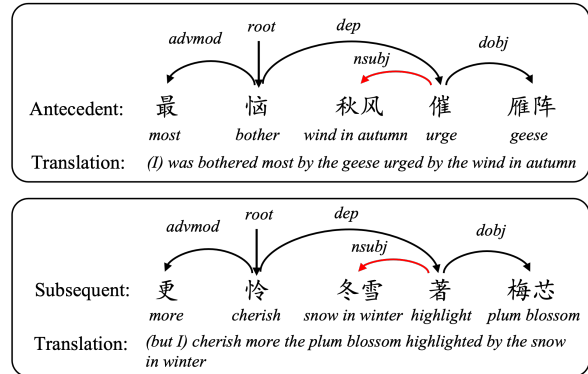 root
advmod
dep
nsubj
dobj
Antecedent: 最 恼 秋风 催 雁阵
most bother wind in autumn urge geese
Translation: (I) was bothered most by the geese urged by the wind in autumn
root
advmod
dep
nsubj
dobj
Subsequent: 更 怜 冬雪 著 梅芯
more cherish snow in winter highlight plum blossom
Translation: (but I) cherish more the plum blossom highlighted by the snow
in winter